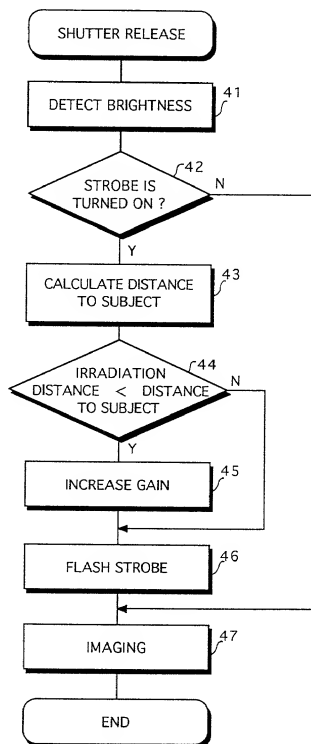 SHUTTER RELEASE
41
DETECT BRIGHTNESS
42
STROBE IS
TURNED ON ?
N
Y
43
CALCULATE DISTANCE
TO SUBJECT
44
IRRADIATION
DISTANCE < DISTANCE
TO SUBJECT
N
Y
45
INCREASE GAIN
46
FLASH STROBE
47
IMAGING
END